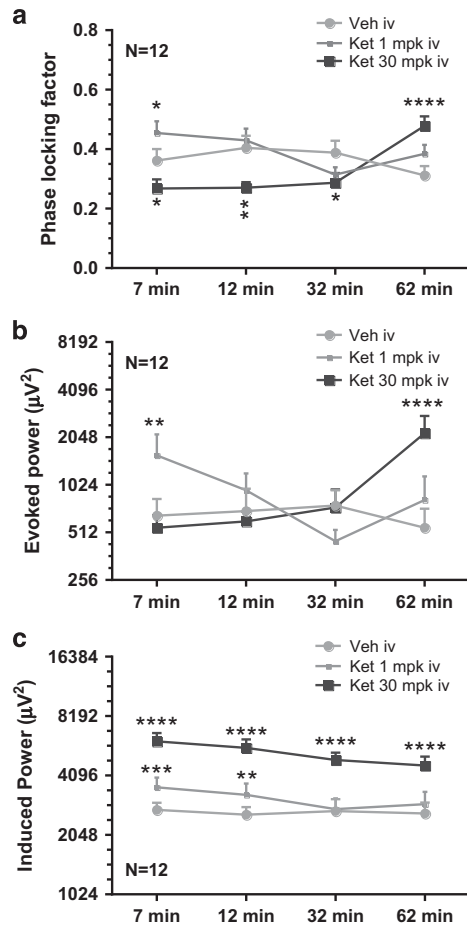 a
Veh iv
Ket 1 mpk iv
Ket 30 mpk iv
N=12
Phase locking factor
0.8
0.6
0.4
0.2
0.0
*
****
*
**
*
7 min 12 min 32 min 62 min
b
Veh iv
Ket 1 mpk iv
Ket 30 mpk iv
N=12
Evoked power (µV²)
8192
4096
2048
1024
512
256
**
****
7 min 12 min 32 min 62 min
c
Veh iv
Ket 1 mpk iv
Ket 30 mpk iv
Induced Power (µV²)
16384
8192
4096
2048
1024
**** **** **** ****
*** **
N=12
7 min 12 min 32 min 62 min